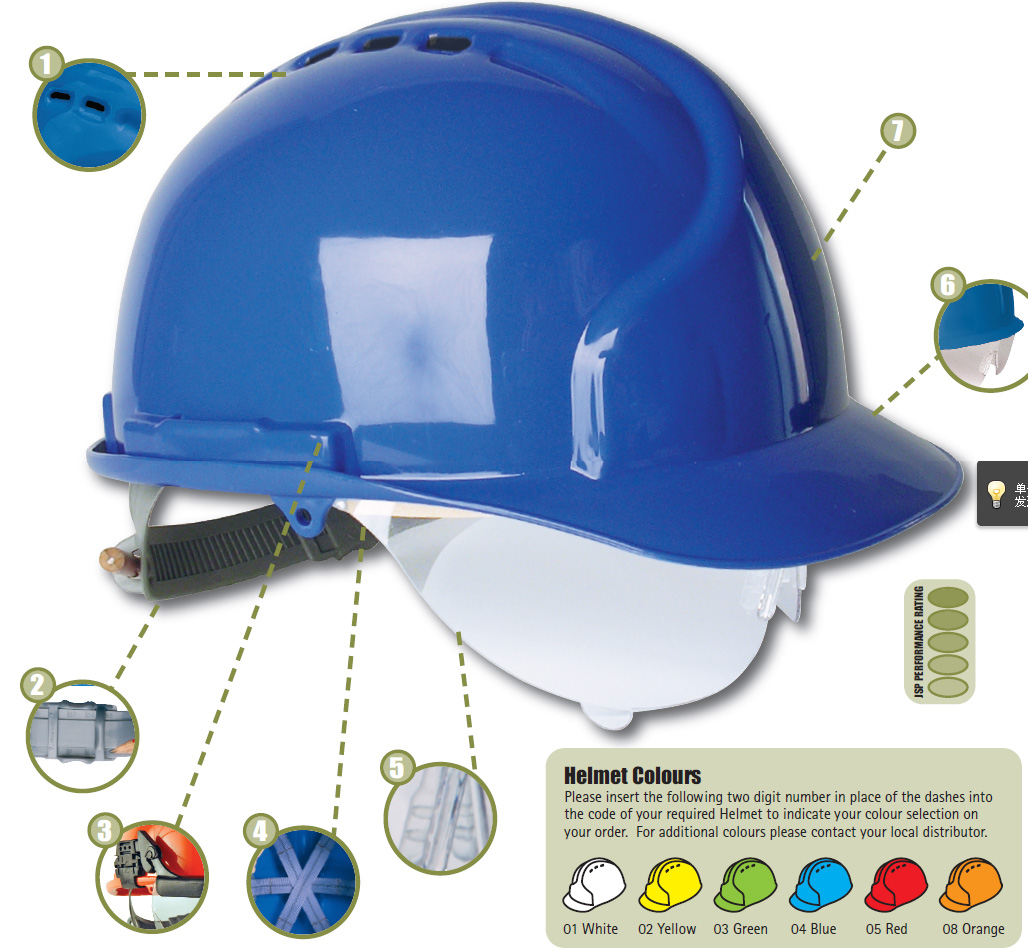 1
7
6
单击
JSP PERFORMANCE RATING
2
3
4
5
Helmet Colours
Please insert the following two digit number in place of the dashes into
the code of your required Helmet to indicate your colour selection on
your order. For additional colours please contact your local distributor.
01 White 02 Yellow 03 Green 04 Blue 05 Red 08 Orange